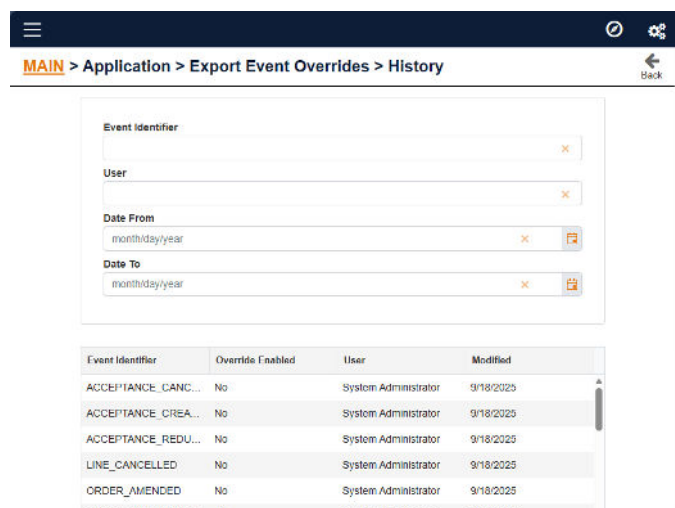 MAIN > Application > Export Event Overrides > History
Back
Event Identifier
User
Date From
month/day/year
Date To
month/day/year
Event Identifier Override Enabled User Modified
ACCEPTANCE_CANC... No System Administrator 9/18/2025
ACCEPTANCE_CREA... No System Administrator 9/18/2025
ACCEPTANCE_REDU... No System Administrator 9/18/2025
LINE_CANCELLED No System Administrator 9/18/2025
ORDER_AMENDED No System Administrator 9/18/2025